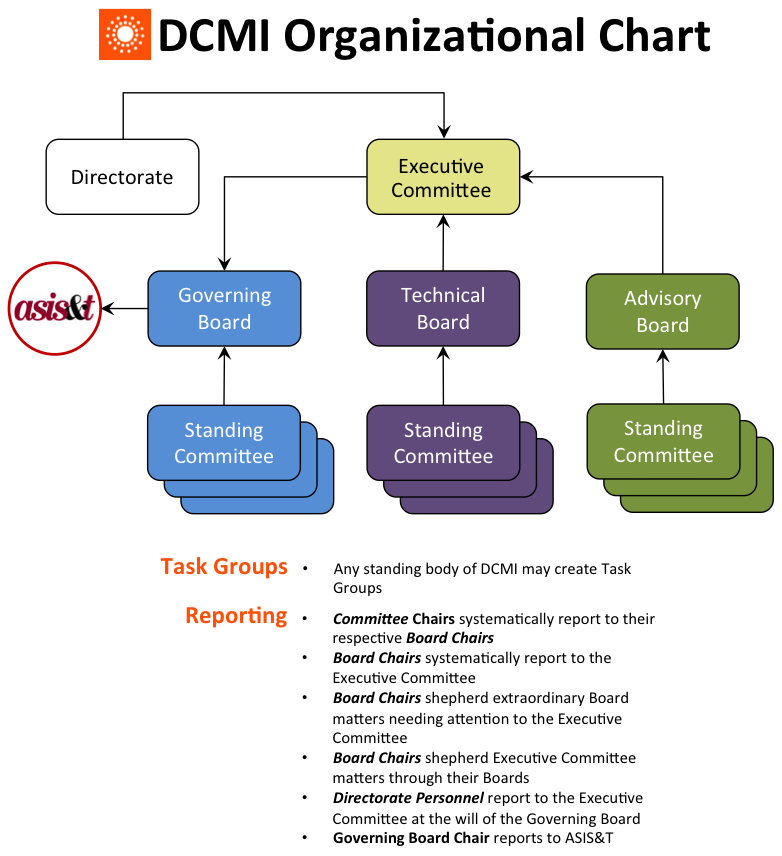 DCMI Organizational Chart
Directorate
Executive
Committee
asis&t
Governing
Board
Technical
Board
Advisory
Board
Standing
Committee
Standing
Committee
Standing
Committee
Task Groups • Any standing body of DCMI may create Task
Groups
Reporting • Committee Chairs systematically report to their
respective Board Chairs
• Board Chairs systematically report to the
Executive Committee
• Board Chairs shepherd extraordinary Board
matters needing attention to the Executive
Committee
• Board Chairs shepherd Executive Committee
matters through their Boards
• Directorate Personnel report to the Executive
Committee at the will of the Governing Board
• Governing Board Chair reports to ASIS&T